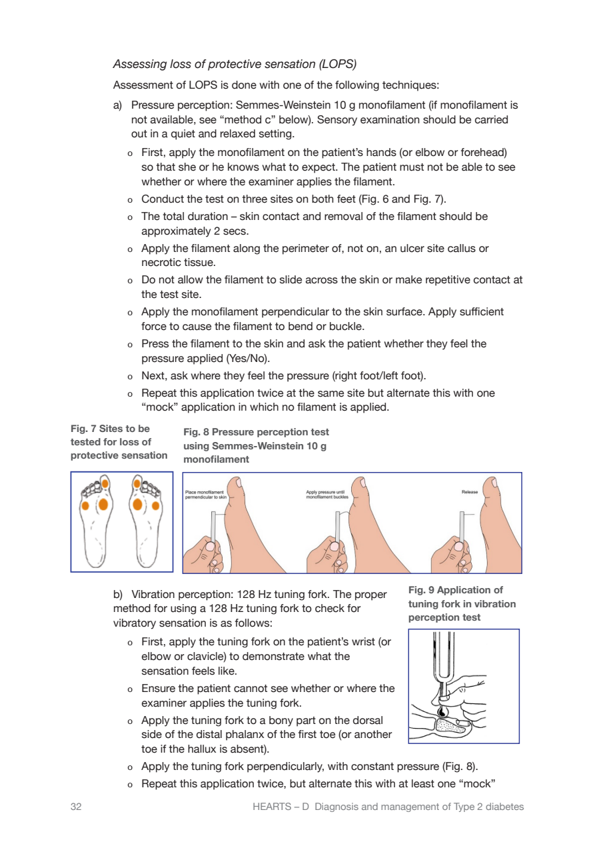 Assessing loss of protective sensation (LOPS)
Assessment of LOPS is done with one of the following techniques:
a) Pressure perception: Semmes-Weinstein 10 g monofilament (if monofilament is
not available, see “method c” below). Sensory examination should be carried
out in a quiet and relaxed setting.
o First, apply the monofilament on the patient’s hands (or elbow or forehead)
so that she or he knows what to expect. The patient must not be able to see
whether or where the examiner applies the filament.
o Conduct the test on three sites on both feet (Fig. 6 and Fig. 7).
o The total duration – skin contact and removal of the filament should be
approximately 2 secs.
o Apply the filament along the perimeter of, not on, an ulcer site callus or
necrotic tissue.
o Do not allow the filament to slide across the skin or make repetitive contact at
the test site.
o Apply the monofilament perpendicular to the skin surface. Apply sufficient
force to cause the filament to bend or buckle.
o Press the filament to the skin and ask the patient whether they feel the
pressure applied (Yes/No).
o Next, ask where they feel the pressure (right foot/left foot).
o Repeat this application twice at the same site but alternate this with one
“mock” application in which no filament is applied.
Fig. 7 Sites to be
tested for loss of
protective sensation
Fig. 8 Pressure perception test
using Semmes-Weinstein 10 g
monofilament
Place monofilament
permendicular to skin
Apply pressure until
monofilament buckles
Release
b) Vibration perception: 128 Hz tuning fork. The proper
method for using a 128 Hz tuning fork to check for
vibratory sensation is as follows:
o First, apply the tuning fork on the patient’s wrist (or
elbow or clavicle) to demonstrate what the
sensation feels like.
o Ensure the patient cannot see whether or where the
examiner applies the tuning fork.
o Apply the tuning fork to a bony part on the dorsal
side of the distal phalanx of the first toe (or another
toe if the hallux is absent).
Fig. 9 Application of
tuning fork in vibration
perception test
o Apply the tuning fork perpendicularly, with constant pressure (Fig. 8).
o Repeat this application twice, but alternate this with at least one “mock”
32
HEARTS – D Diagnosis and management of Type 2 diabetes